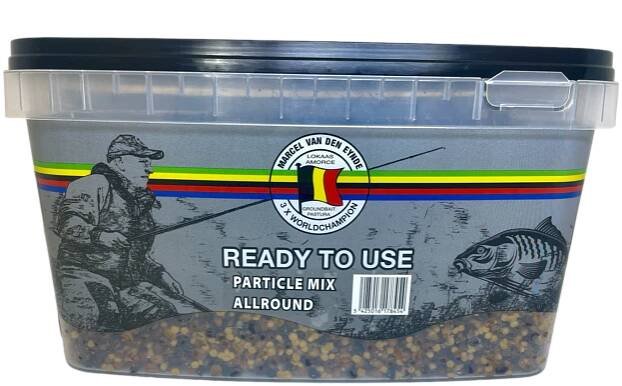 MARCEL VAN DEN EYNDE
LOKAAS
AMORCE
GROUNDBAIT
PASTURA
3 X WORLDCHAMPION
READY TO USE
PARTICLE MIX
ALLROUND